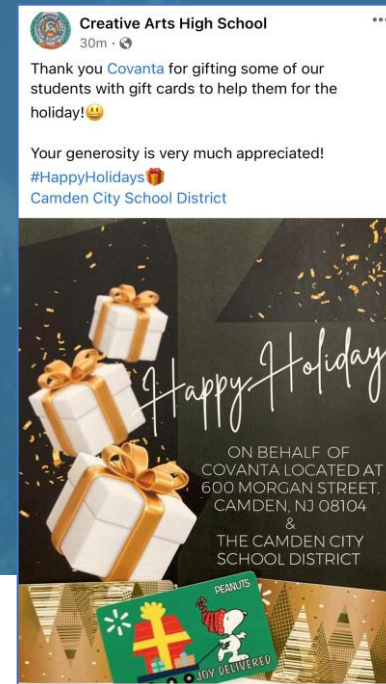 Creative Arts High School
30m
Thank you Covanta for gifting some of our
students with gift cards to help them for the
holiday!😃
Your generosity is very much appreciated!
#HappyHolidays🎁
Camden City School District
Happy Holiday
ON BEHALF OF
COVANTA LOCATED AT
600 MORGAN STREET.
CAMDEN, NJ 08104
&
THE CAMDEN CITY
SCHOOL DISTRICT
PEANUTS
JOY DELIVERED